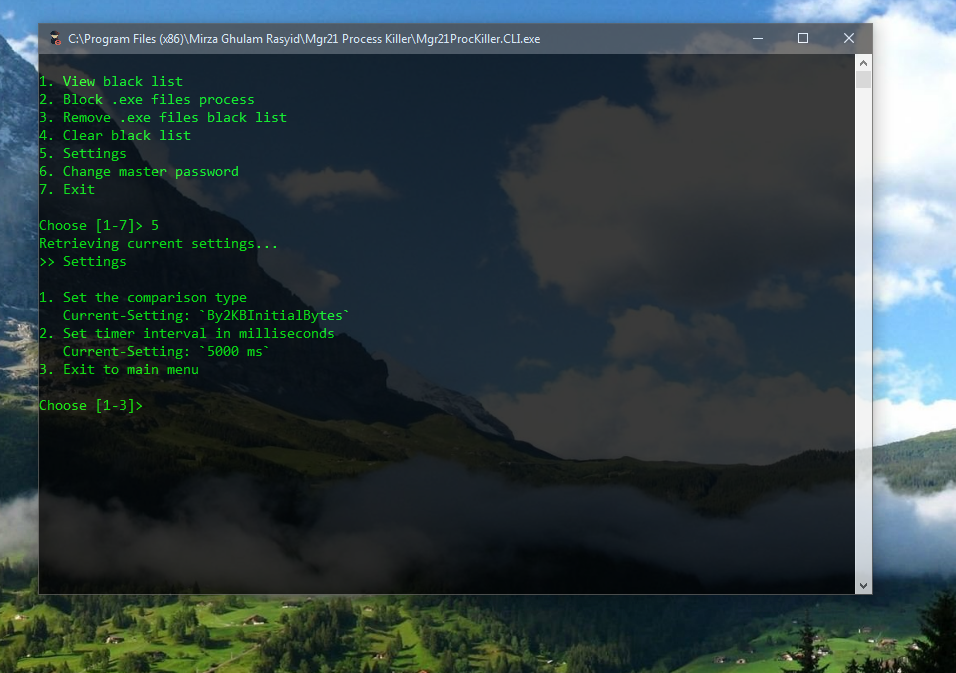 C:\Program Files (x86)\Mirza Ghulam Rasyid\Mgr21 Process Killer\Mgr21ProcKiller.CLI.exe
1. View black list
2. Block .exe files process
3. Remove .exe files black list
4. Clear black list
5. Settings
6. Change master password
7. Exit
Choose [1-7]> 5
Retrieving current settings...
>> Settings
1. Set the comparison type
   Current-Setting: `By2KBInitialBytes`
2. Set timer interval in milliseconds
   Current-Setting: `5000 ms`
3. Exit to main menu
Choose [1-3]>